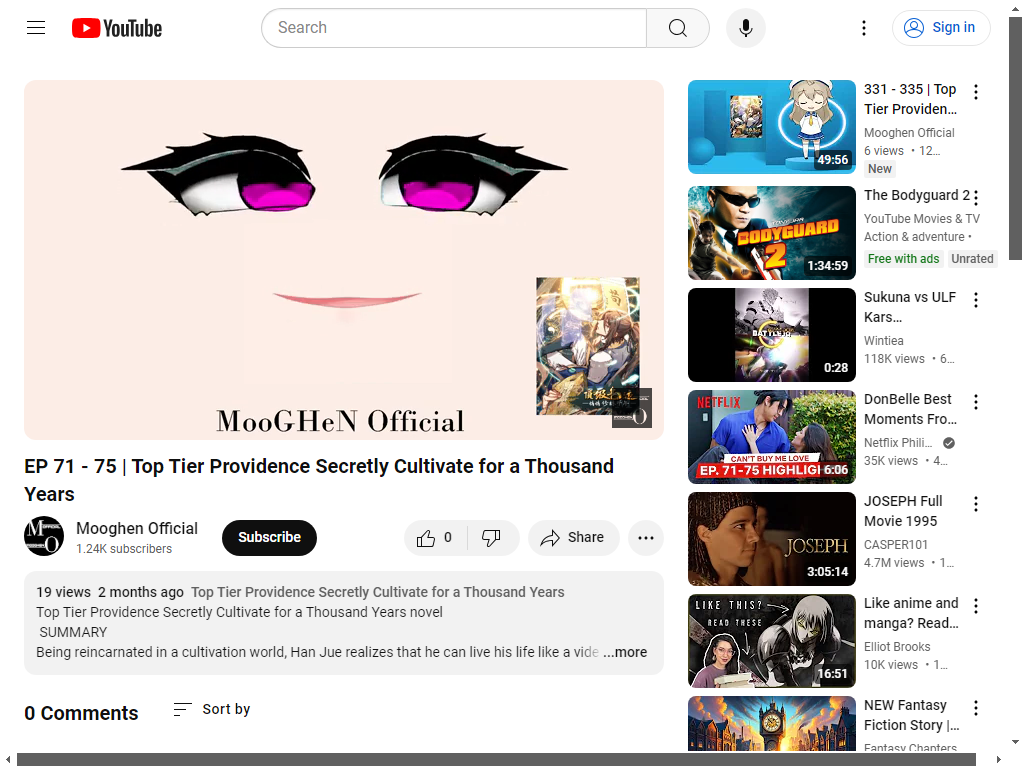 YouTube
Search
Sign in
MooGHeN Official
EP 71 - 75 | Top Tier Providence Secretly Cultivate for a Thousand
Years
Mooghen Official
1.24K subscribers
Subscribe
0
Share
19 views 2 months ago Top Tier Providence Secretly Cultivate for a Thousand Years
Top Tier Providence Secretly Cultivate for a Thousand Years novel
SUMMARY
Being reincarnated in a cultivation world, Han Jue realizes that he can live his life like a vide ...more
0 Comments
Sort by
49:56
331 - 335 | Top
Tier Providen...
Mooghen Official
6 views • 12...
New
BODYGUARD
2
1:34:59
The Bodyguard 2
YouTube Movies & TV
Action & adventure •
Free with ads
Unrated
0:28
Sukuna vs ULF
Kars...
Wintiea
118K views • 6...
NETFLIX
CAN'T BUY ME LOVE
EP. 71-75 HIGHLIG
6:06
DonBelle Best
Moments Fro...
Netflix Phili...
35K views • 4...
JOSEPH
3:05:14
JOSEPH Full
Movie 1995
CASPER101
4.7M views • 1...
LIKE THIS?
READ THESE
16:51
Like anime and
manga? Read...
Elliot Brooks
10K views • 1...
NEW Fantasy
Fiction Story |...
Fantasy Chapters